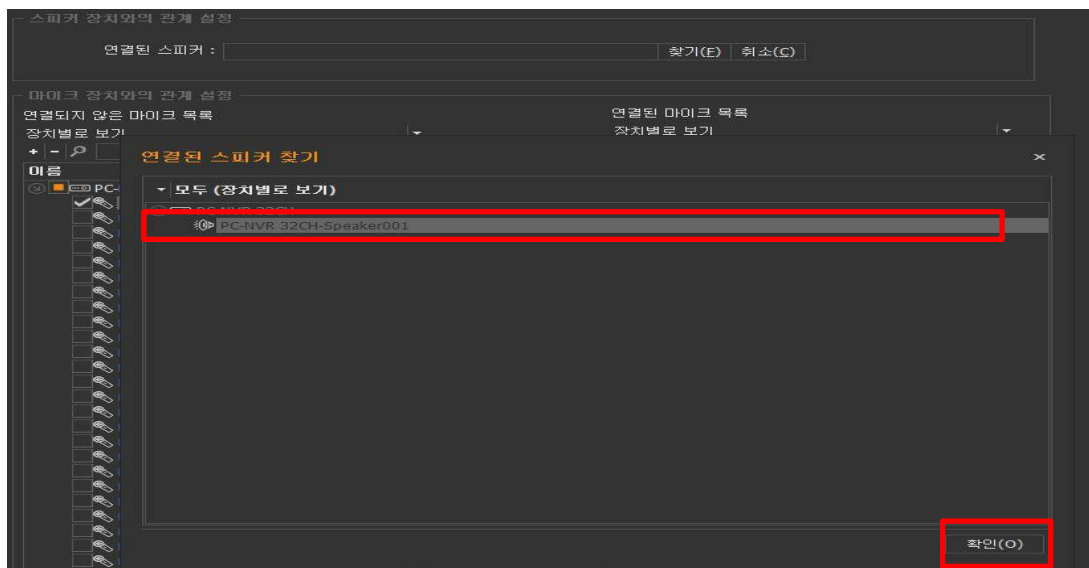 스피커 장치와의 관계 설정
연결된 스피커 : 찾기(F) 취소(C)
마이크 장치와의 관계 설정
연결되지 않은 마이크 목록
연결된 마이크 목록
장치별로 보기
장치별로 보기
연결된 스피커 찾기
이름
PC-
모두 (장치별로 보기)
PC-NVR 32CH
PC-NVR 32CH-Speaker001
확인(O)